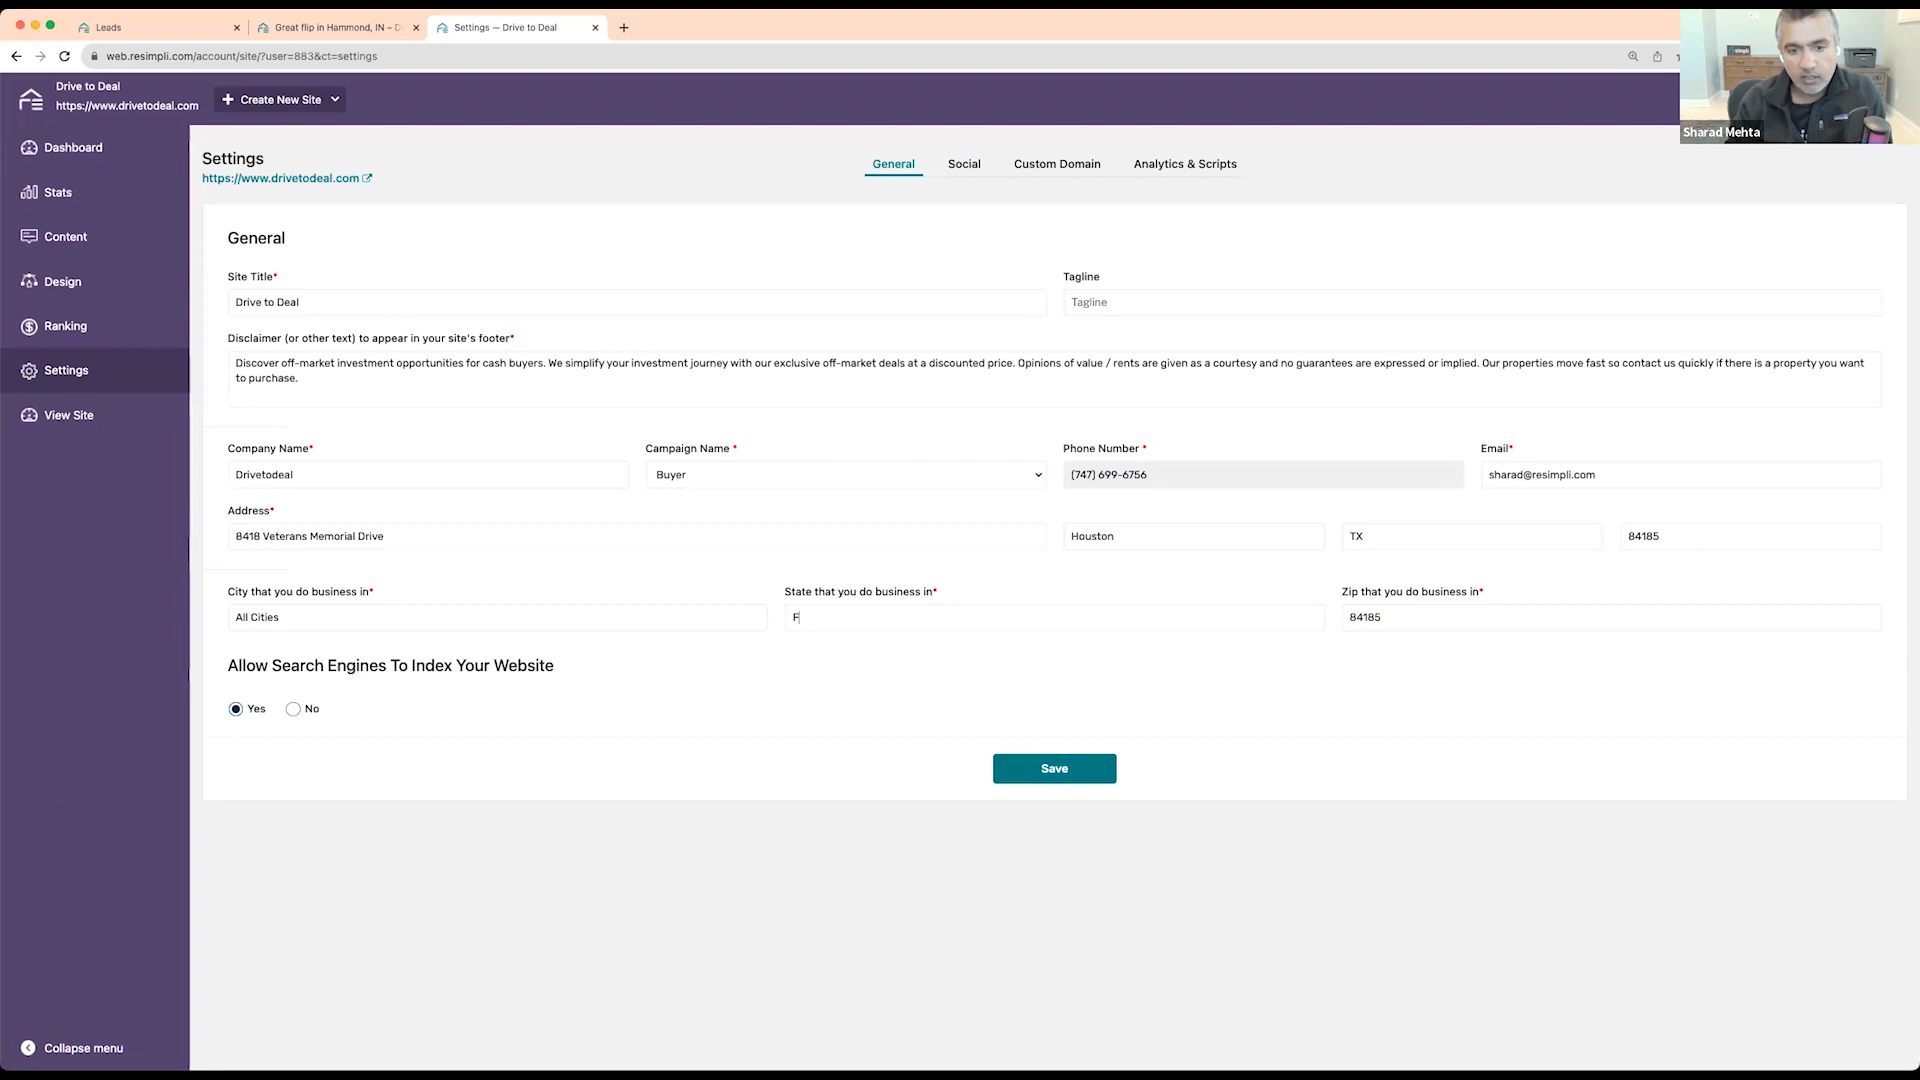 Leads
Great flip in Hammond, IN – D
Settings — Drive to Deal
web.resimpli.com/account/site/?user=883&ct=settings
Drive to Deal
https://www.drivetodeal.com
Create New Site
Sharad Mehta
Dashboard
Stats
Content
Design
Ranking
Settings
View Site
Collapse menu
Settings
https://www.drivetodeal.com
General
Social
Custom Domain
Analytics & Scripts
General
Site Title*
Tagline
Drive to Deal
Tagline
Disclaimer (or other text) to appear in your site's footer*
Discover off-market investment opportunities for cash buyers. We simplify your investment journey with our exclusive off-market deals at a discounted price. Opinions of value / rents are given as a courtesy and no guarantees are expressed or implied. Our properties move fast so contact us quickly if there is a property you want
to purchase.
Company Name*
Campaign Name *
Phone Number *
Email*
Drivetodeal
Buyer
(747) 699-6756
sharad@resimpli.com
Address*
8418 Veterans Memorial Drive
Houston
TX
84185
City that you do business in*
State that you do business in*
Zip that you do business in*
All Cities
F
84185
Allow Search Engines To Index Your Website
Yes
No
Save